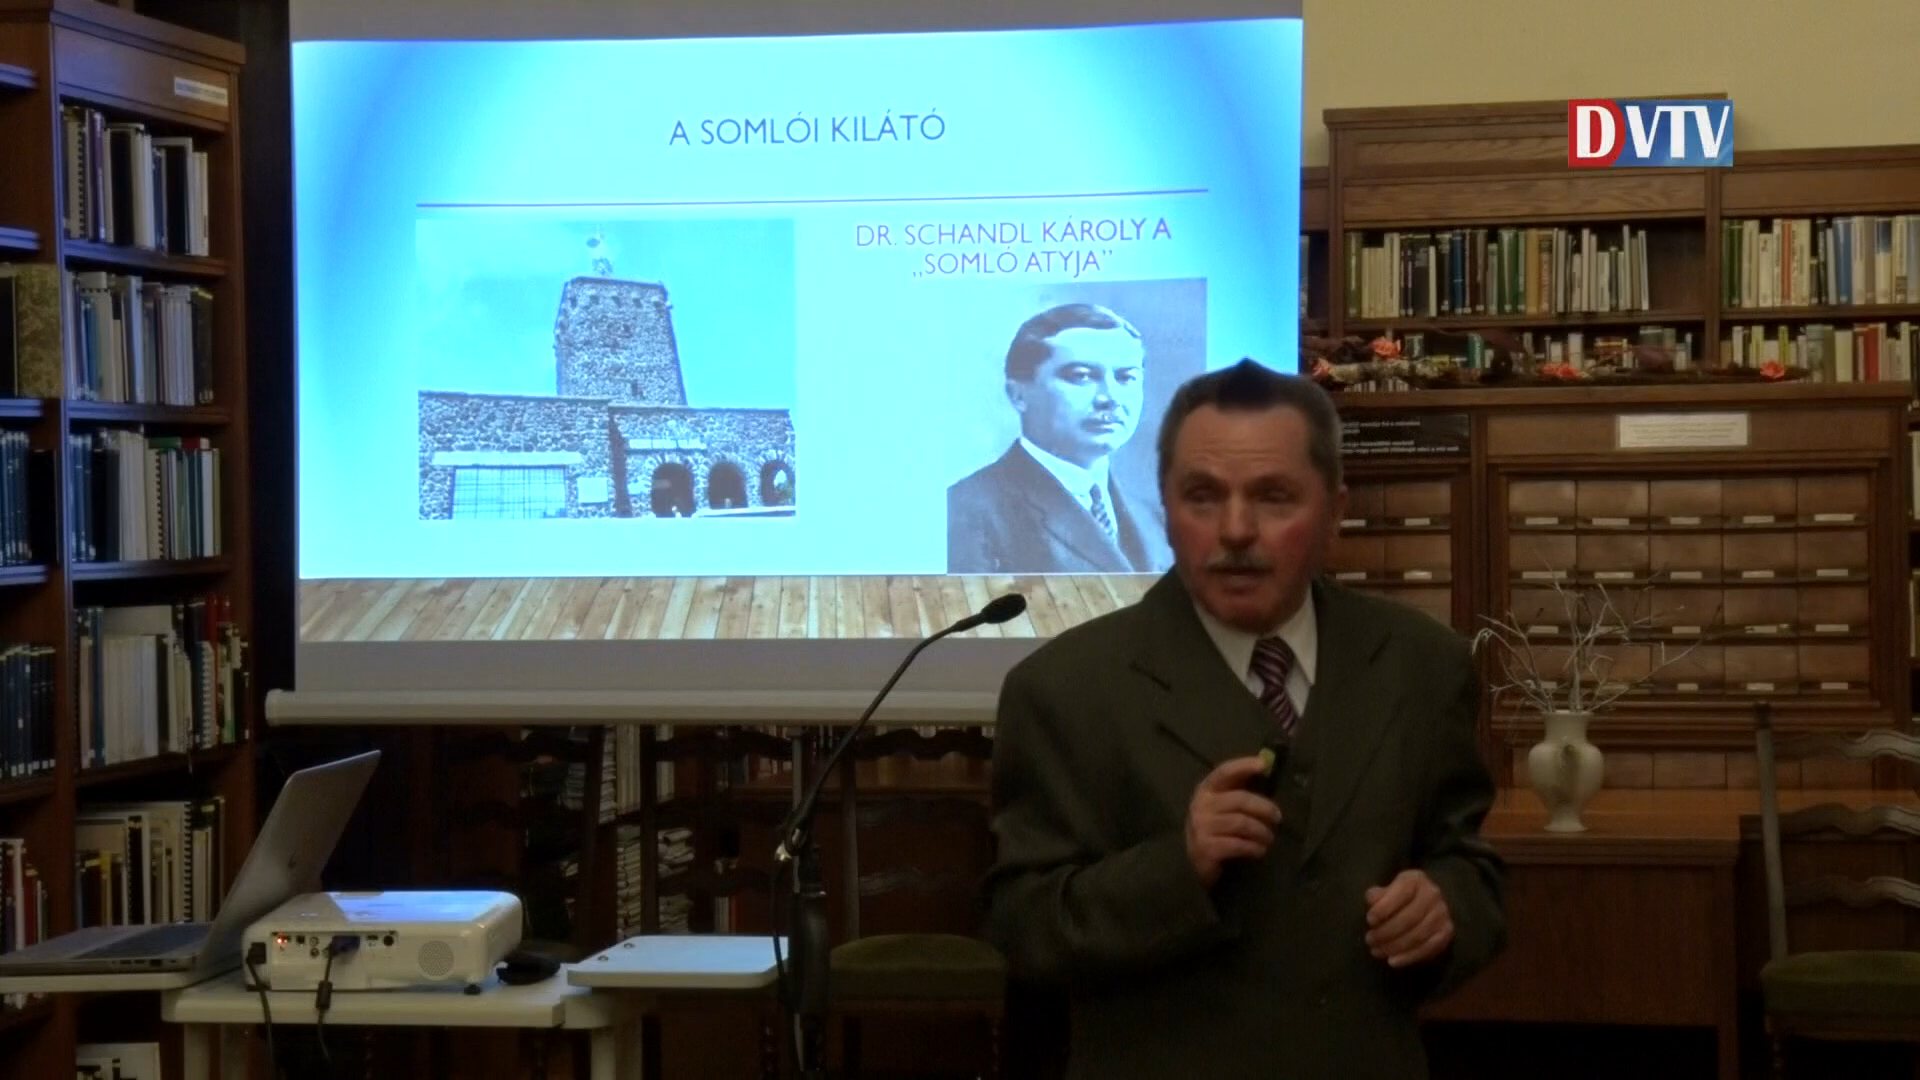 A SOMLÓI KILÁTÓ
DVTV
DR. SCHANDL KÁROLY A
„SOMLÓ ATYJA”